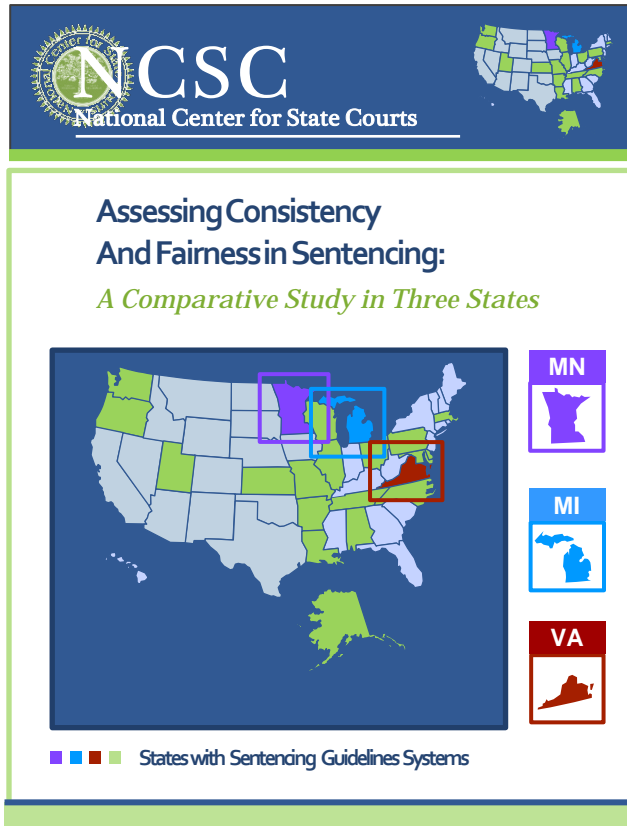 NCSC
National Center for State Courts
Assessing Consistency
And Fairness in Sentencing:
A Comparative Study in Three States
MN
MI
VA
States with Sentencing Guidelines Systems